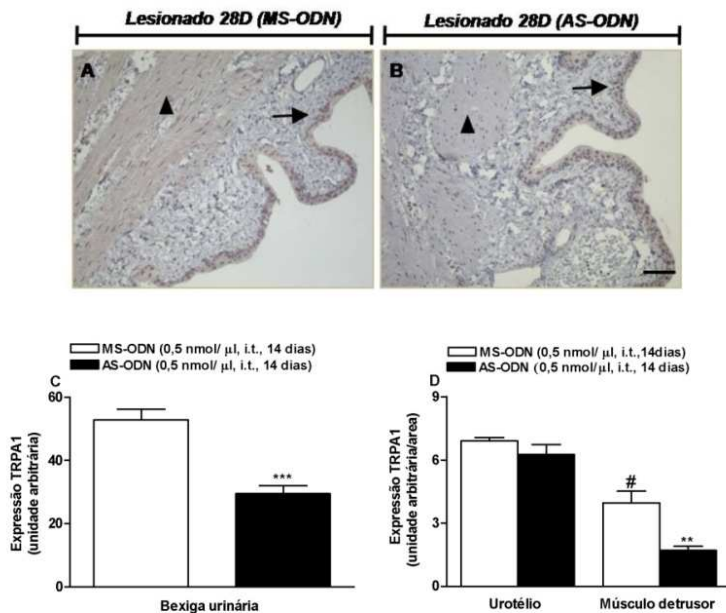 Lesionado 28D (MS-ODN)
Lesionado 28D (AS-ODN)
A
B
MS-ODN (0,5 nmol/ µl, i.t., 14 dias)
AS-ODN (0,5 nmol/ µl, i.t., 14 dias)
C
Expressão TRPA1
(unidade arbitrária)
60
40
20
0
***
Bexiga urinária
MS-ODN (0,5 nmol/ µl, i.t.,14dias)
AS-ODN (0,5 nmol/ µl, i.t., 14 dias)
D
Expressão TRPA1
(unidade arbitrária/area)
9
6
3
0
#
**
Urotélio
Músculo detrusor